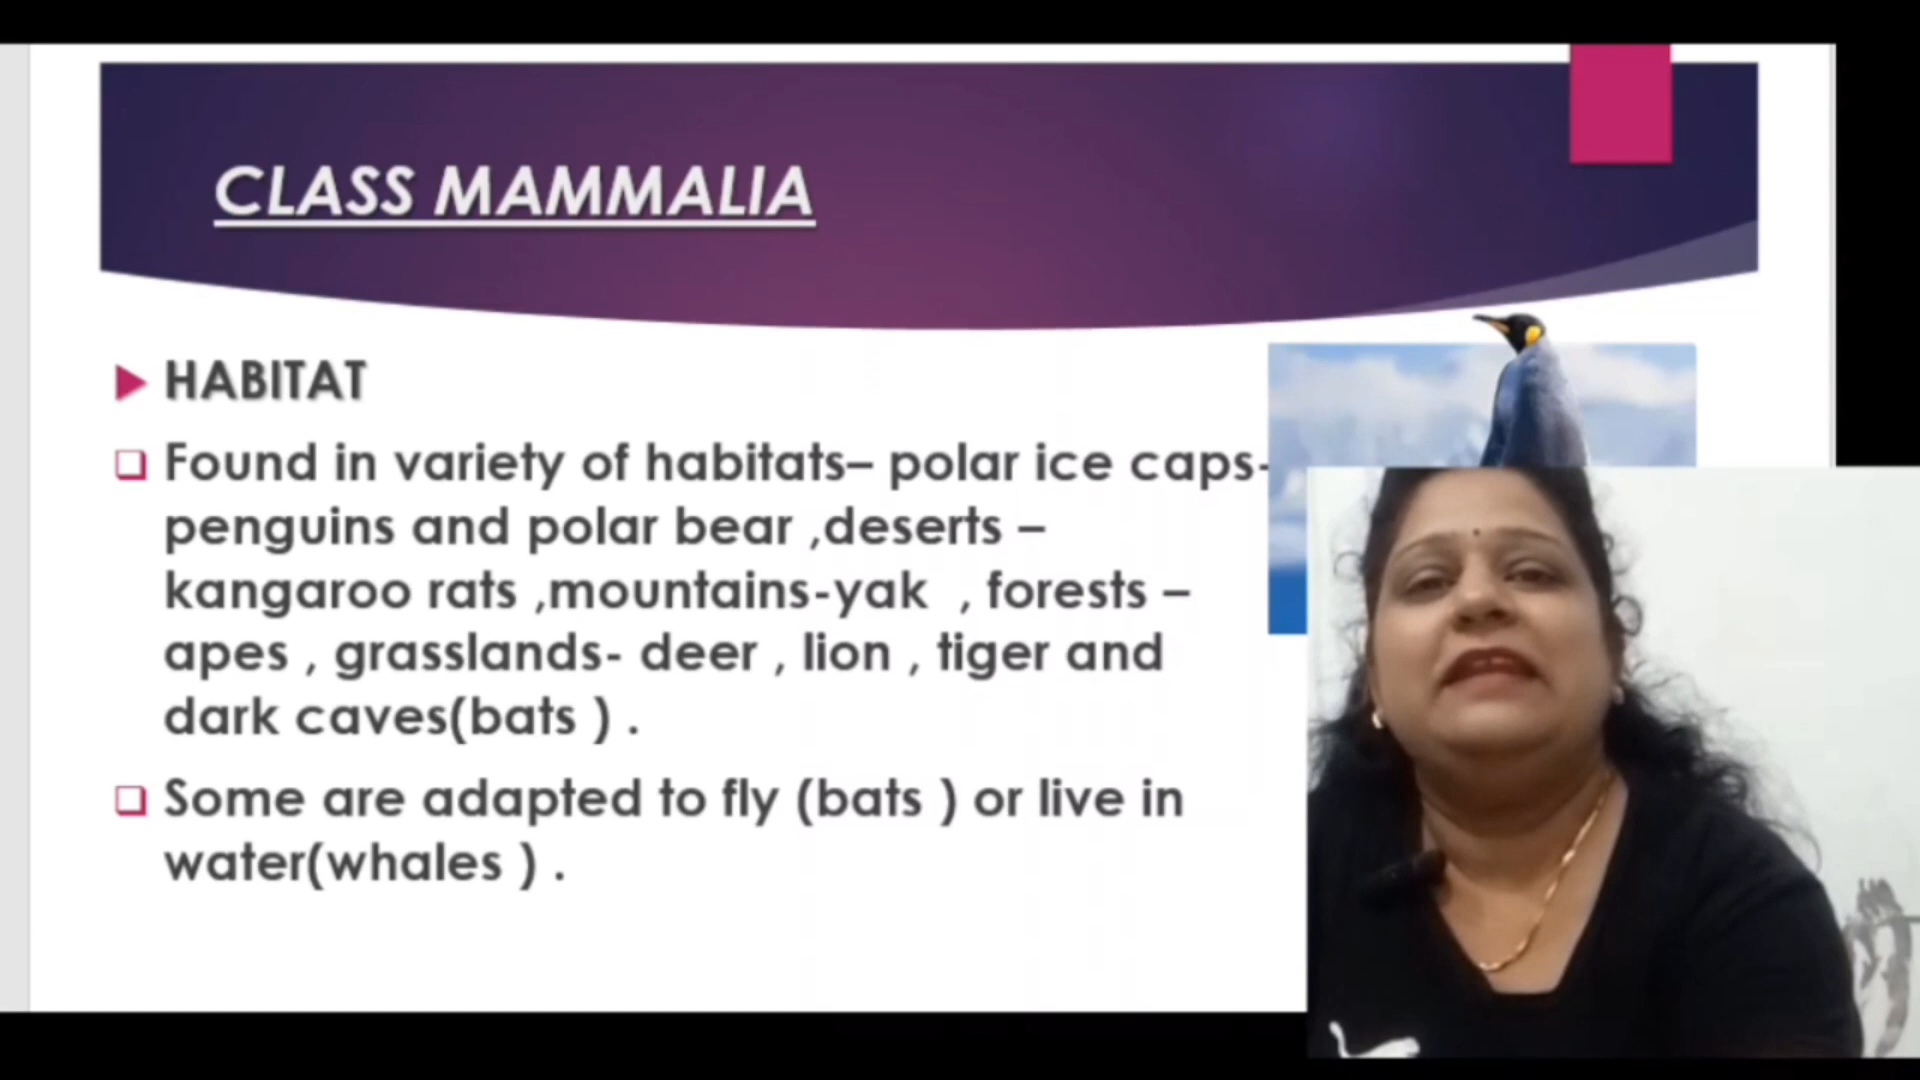 CLASS MAMMALIA
HABITAT
Found in variety of habitats– polar ice caps-
penguins and polar bear ,deserts –
kangaroo rats ,mountains-yak , forests –
apes , grasslands- deer , lion , tiger and
dark caves(bats ) .
Some are adapted to fly (bats ) or live in
water(whales ) .